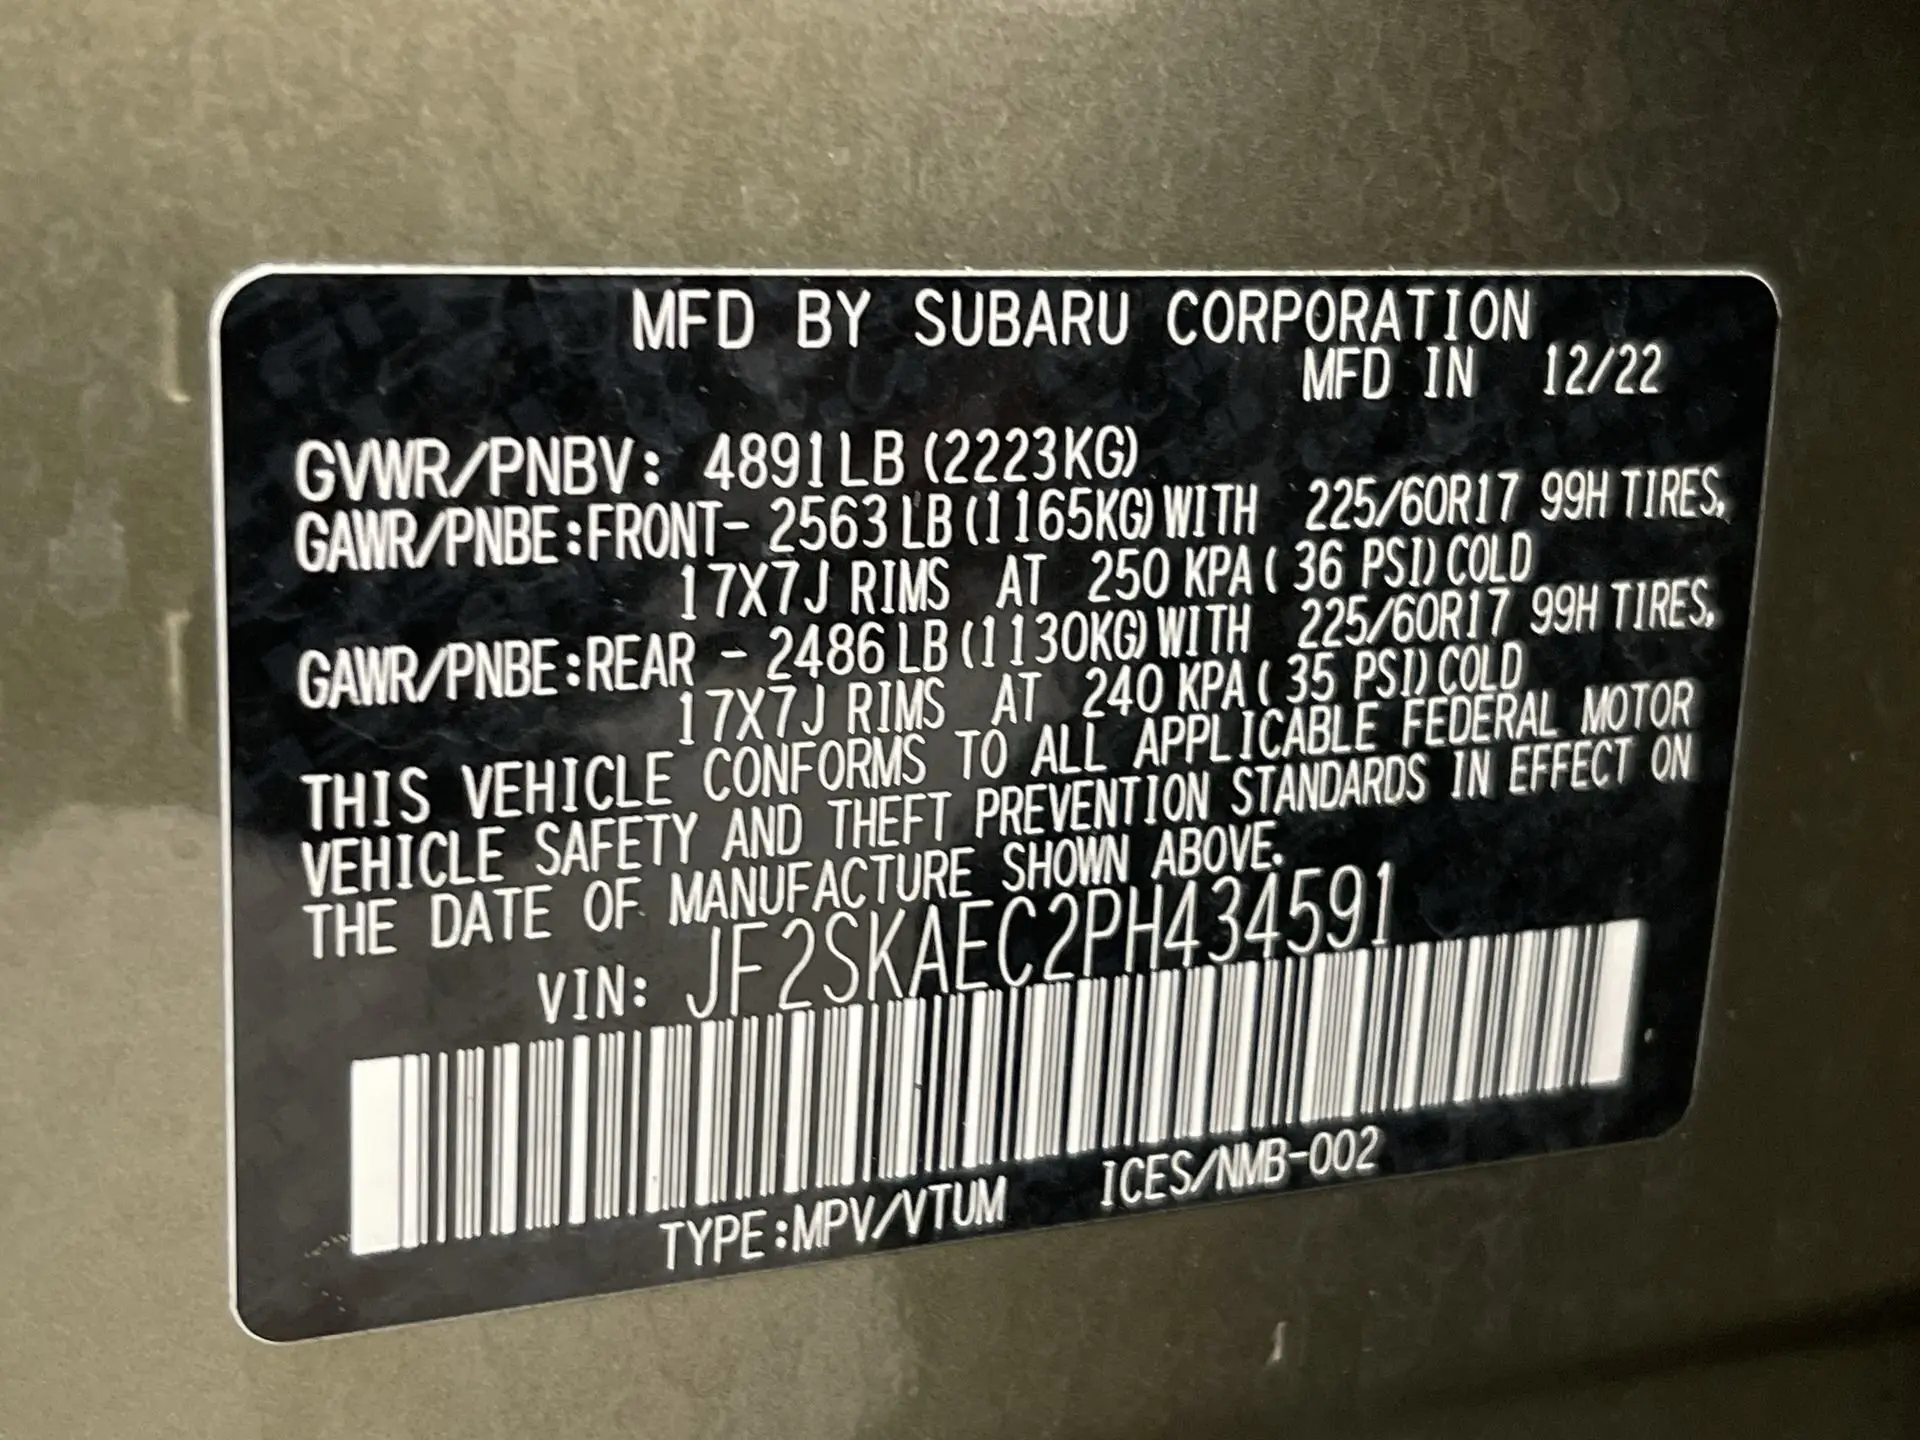 MFD BY SUBARU CORPORATION
MFD IN 12/22
GVWR/PNBV: 4891LB (2223KG)
GAWR/PNBE:FRONT- 2563 LB (1165KG) WITH 225/60R17 99H TIRES,
17X7J RIMS AT 250 KPA ( 36 PSI) COLD
GAWR/PNBE:REAR - 2486 LB (1130KG) WITH 225/60R17 99H TIRES,
17X7J RIMS AT 240 KPA ( 35 PSI) COLD
THIS VEHICLE CONFORMS TO ALL APPLICABLE FEDERAL MOTOR
VEHICLE SAFETY AND THEFT PREVENTION STANDARDS IN EFFECT ON
THE DATE OF MANUFACTURE SHOWN ABOVE.
VIN: JF2SKAEC2PH434591
TYPE:MPV/VTUM ICES/NMB-002